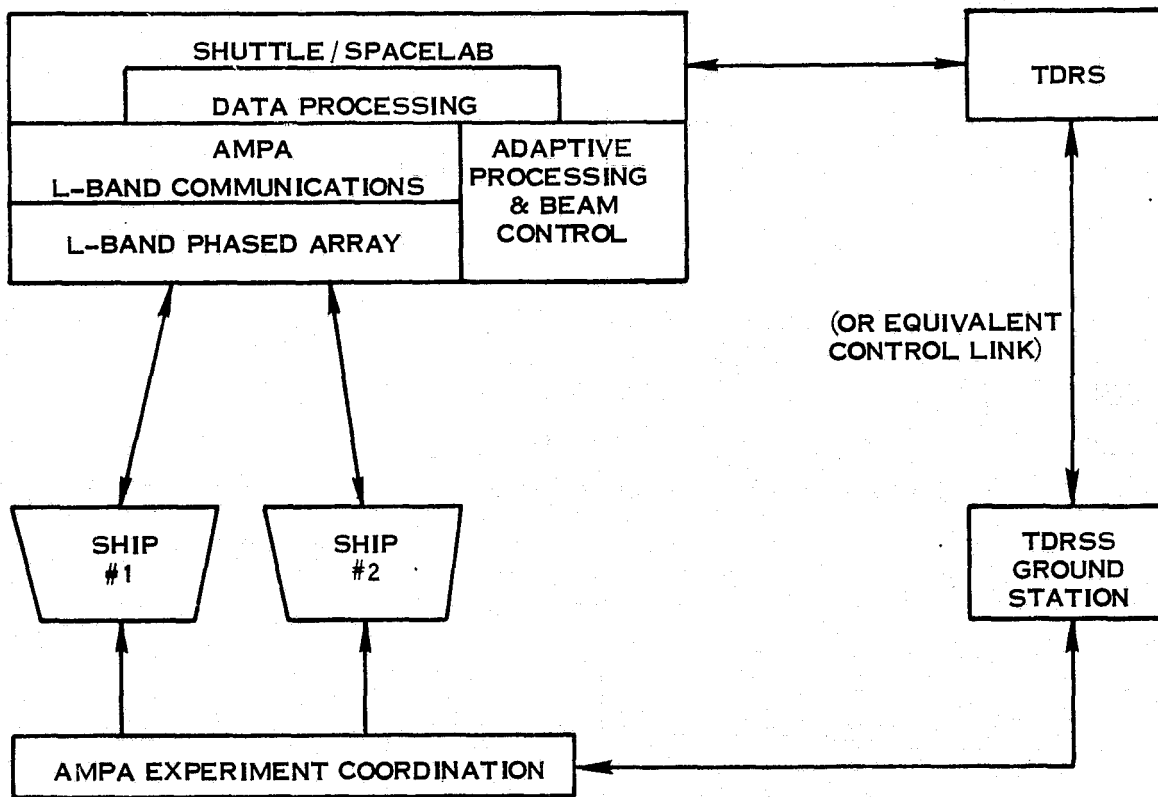 SHUTTLE / SPACELAB
DATA PROCESSING
AMPA
L-BAND COMMUNICATIONS
L-BAND PHASED ARRAY
ADAPTIVE
PROCESSING
& BEAM
CONTROL
TDRS
(OR EQUIVALENT
CONTROL LINK)
SHIP
#1
SHIP
#2
TDRSS
GROUND
STATION
AMPA EXPERIMENT COORDINATION